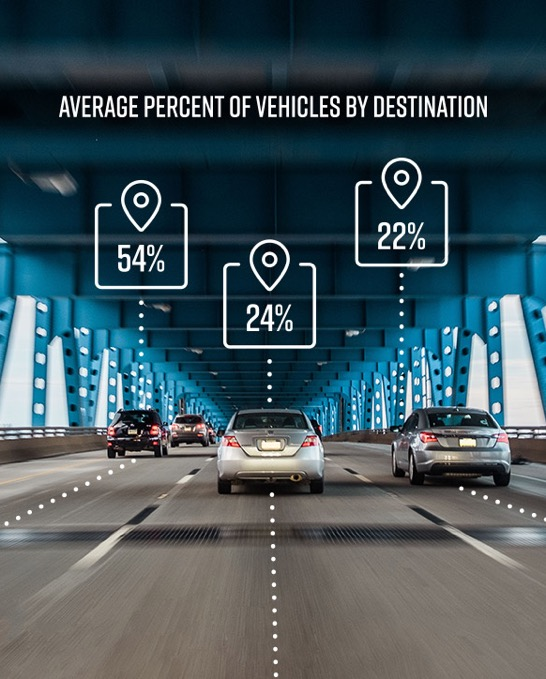 AVERAGE PERCENT OF VEHICLES BY DESTINATION
54%
24%
22%